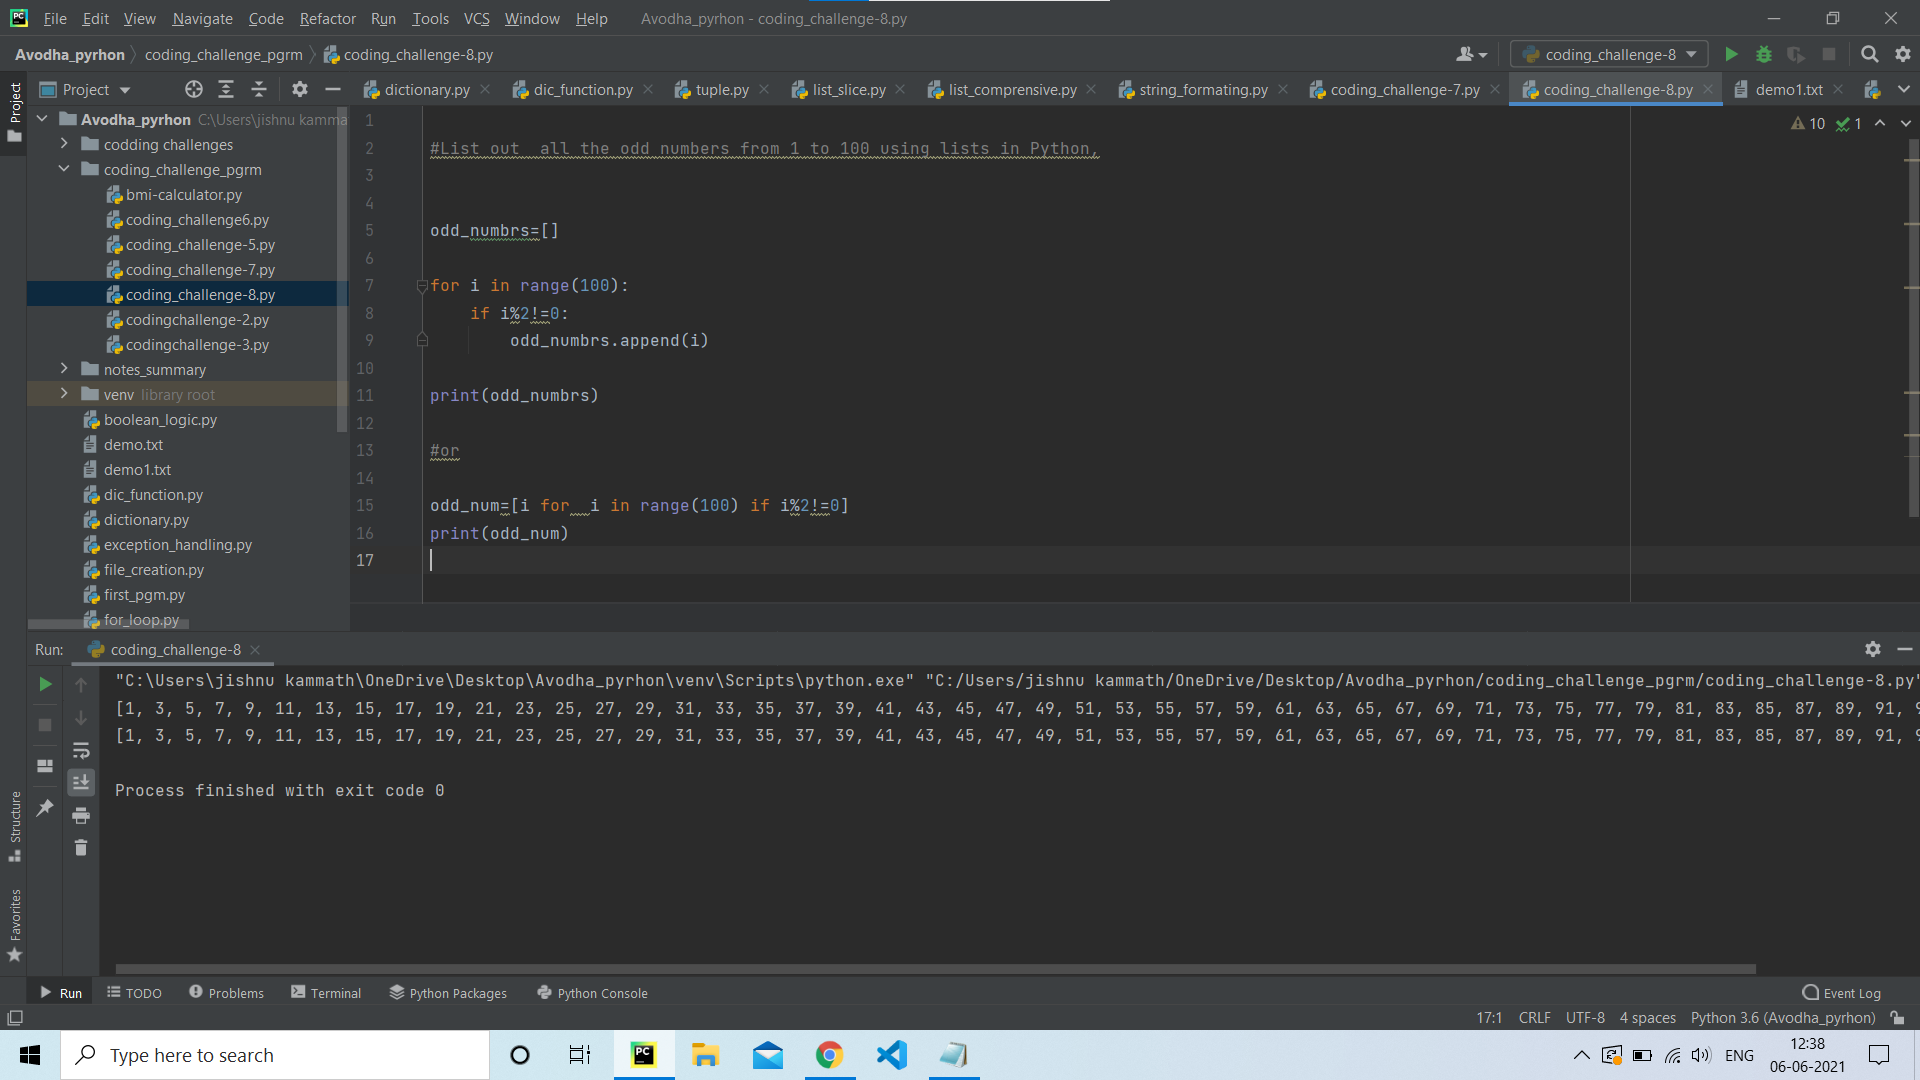 File Edit View Navigate Code Refactor Run Tools VCS Window Help Avodha_pyrhon - coding_challenge-8.py
Avodha_pyrhon coding_challenge_pgrm coding_challenge-8.py coding_challenge-8
Project dictionary.py dic_function.py tuple.py list_slice.py list_comprensive.py string_formating.py coding_challenge-7.py coding_challenge-8.py demo1.txt
Project
Avodha_pyrhon C:\Users\jishnu kamma
codding challenges
coding_challenge_pgrm
bmi-calculator.py
coding_challenge6.py
coding_challenge-5.py
coding_challenge-7.py
coding_challenge-8.py
codingchallenge-2.py
codingchallenge-3.py
notes_summary
venv library root
boolean_logic.py
demo.txt
demo1.txt
dic_function.py
dictionary.py
exception_handling.py
file_creation.py
first_pgm.py
for_loop.py
10 1
1
2 #List out  all the odd numbers from 1 to 100 using lists in Python,
3
4
5 odd_numbrs=[]
6
7 for i in range(100):
8 if i%2!=0:
9 odd_numbrs.append(i)
10
11 print(odd_numbrs)
12
13 #or
14
15 odd_num=[i for  i in range(100) if i%2!=0]
16 print(odd_num)
17
Run: coding_challenge-8
"C:\Users\jishnu kammath\OneDrive\Desktop\Avodha_pyrhon\venv\Scripts\python.exe" "C:/Users/jishnu kammath/OneDrive/Desktop/Avodha_pyrhon/coding_challenge_pgrm/coding_challenge-8.py"
[1, 3, 5, 7, 9, 11, 13, 15, 17, 19, 21, 23, 25, 27, 29, 31, 33, 35, 37, 39, 41, 43, 45, 47, 49, 51, 53, 55, 57, 59, 61, 63, 65, 67, 69, 71, 73, 75, 77, 79, 81, 83, 85, 87, 89, 91,
[1, 3, 5, 7, 9, 11, 13, 15, 17, 19, 21, 23, 25, 27, 29, 31, 33, 35, 37, 39, 41, 43, 45, 47, 49, 51, 53, 55, 57, 59, 61, 63, 65, 67, 69, 71, 73, 75, 77, 79, 81, 83, 85, 87, 89, 91,
Process finished with exit code 0
Structure
Favorites
Run TODO Problems Terminal Python Packages Python Console Event Log
17:1 CRLF UTF-8 4 spaces Python 3.6 (Avodha_pyrhon)
Type here to search
PC
ENG
12:38
06-06-2021